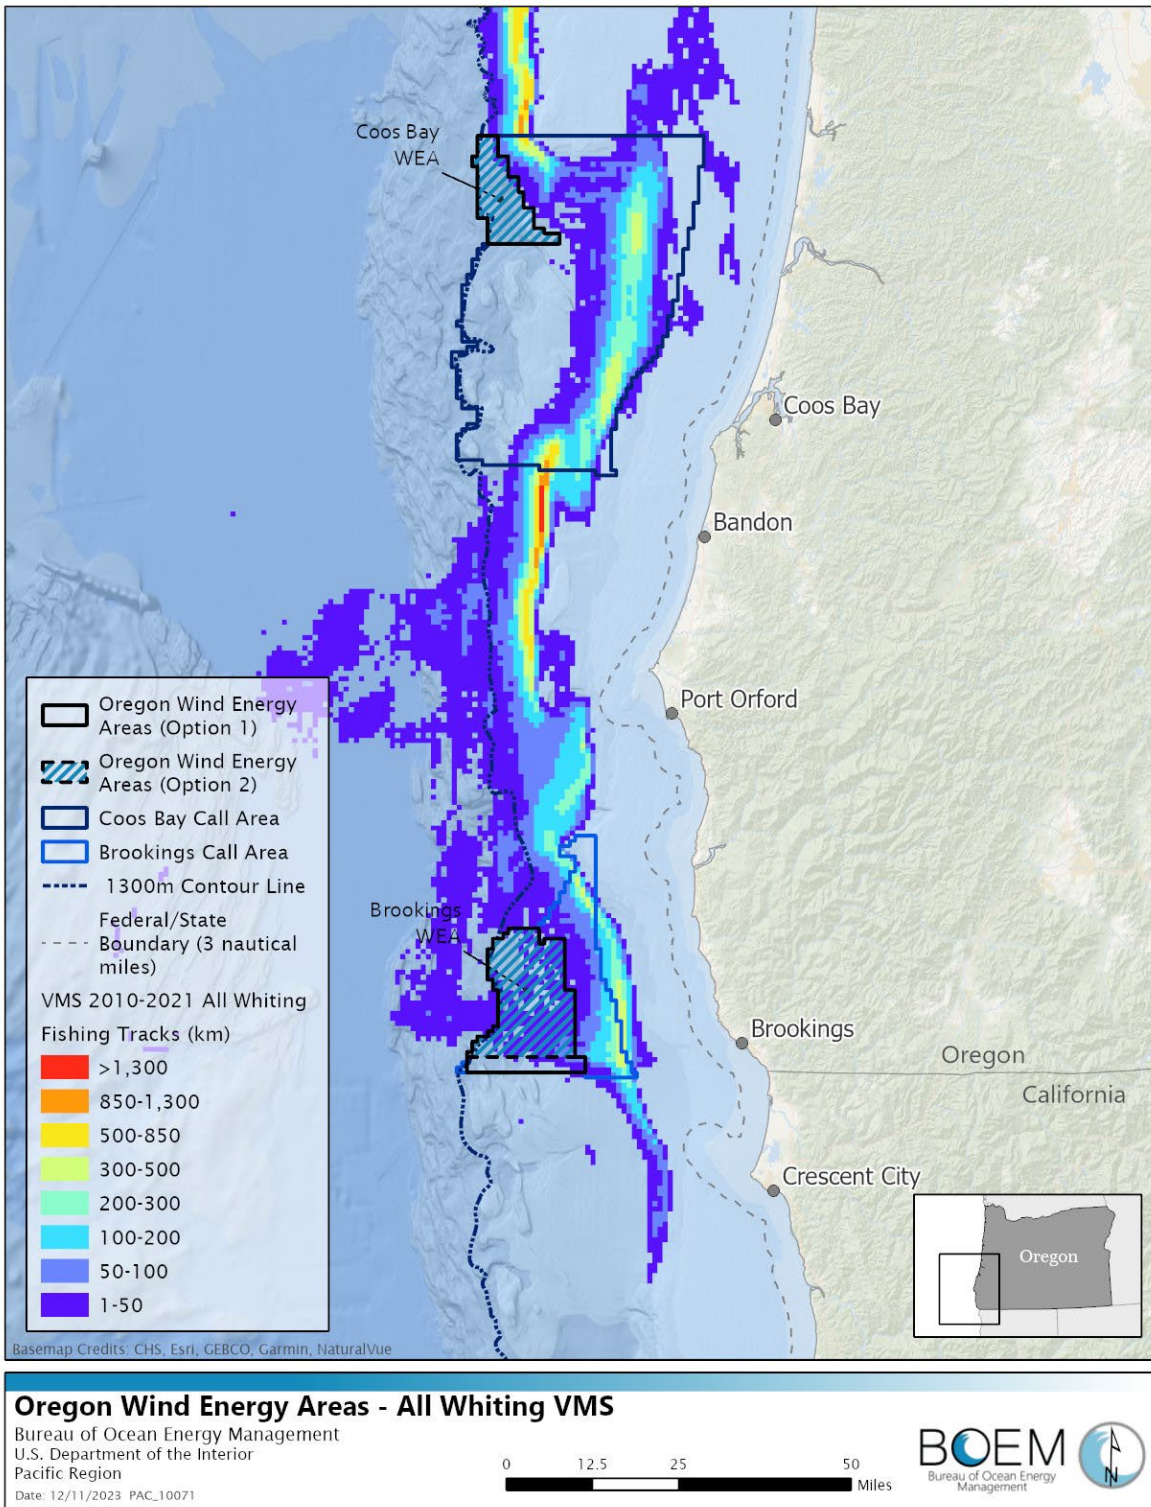 Coos Bay
WEA
Coos Bay
Bandon
Port Orford
Brookings
WEA
Brookings
Oregon
California
Crescent City
Oregon Wind Energy
Areas (Option 1)
Oregon Wind Energy
Areas (Option 2)
Coos Bay Call Area
Brookings Call Area
1300m Contour Line
Federal/State
Boundary (3 nautical
miles)
VMS 2010-2021 All Whiting
Fishing Tracks (km)
>1,300
850-1,300
500-850
300-500
200-300
100-200
50-100
1-50
Oregon
Basemap Credits: CHS, Esri, GEBCO, Garmin, NaturalVue
Oregon Wind Energy Areas - All Whiting VMS
Bureau of Ocean Energy Management
U.S. Department of the Interior
Pacific Region
Date: 12/11/2023 PAC_10071
0 12.5 25 50
Miles
BOEM
Bureau of Ocean Energy
Management
N